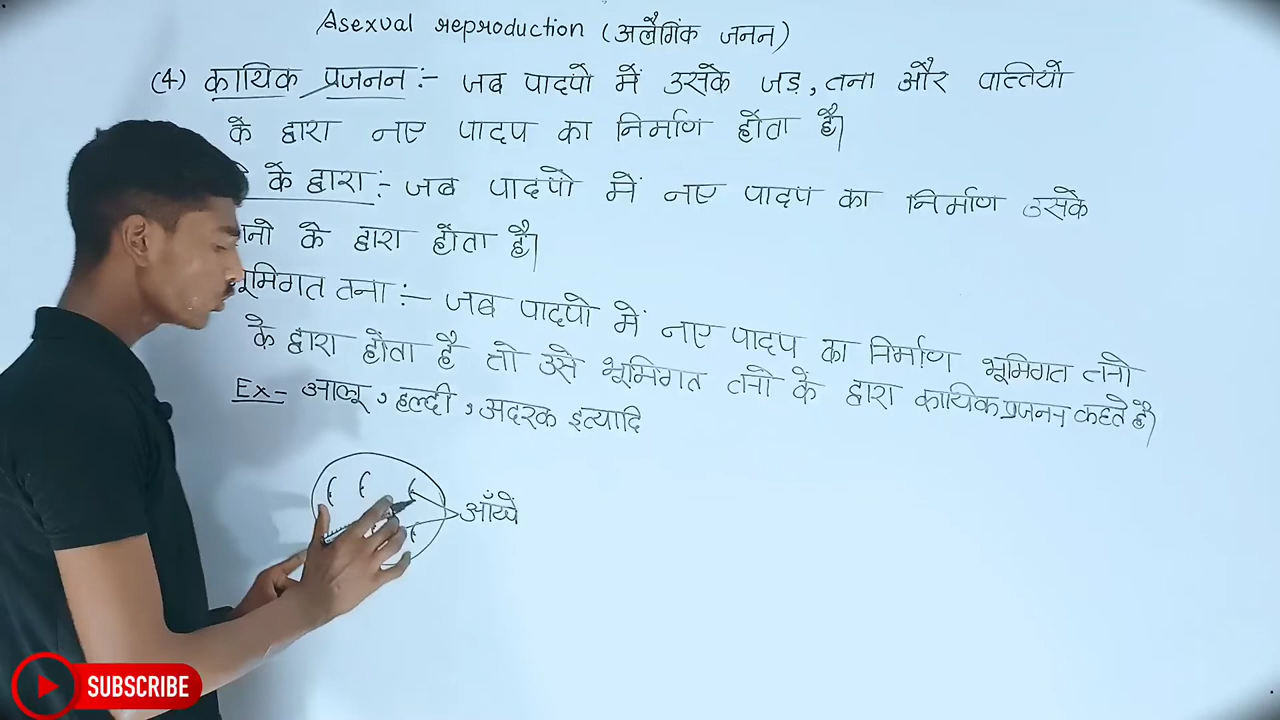 Asexual reproduction (अलैगिंक जनन)
(4) कायिक प्रजनन :- जब पादपो में उसके जड़, तना और पत्तियो
के द्वारा नए पादप का निर्माण होता है।
के द्वारा :- जब पादपो में नए पादप का निर्माण उसके
तनो के द्वारा होता है।
भूमिगत तना :- जब पादपो में नए पादप का निर्माण भूमिगत तनो
के द्वारा होता है तो उसे भूमिगत तनो के द्वारा कायिक प्रजनन कहते है।
Ex- आलू, हल्दी, अदरक इत्यादि
आँखें
SUBSCRIBE